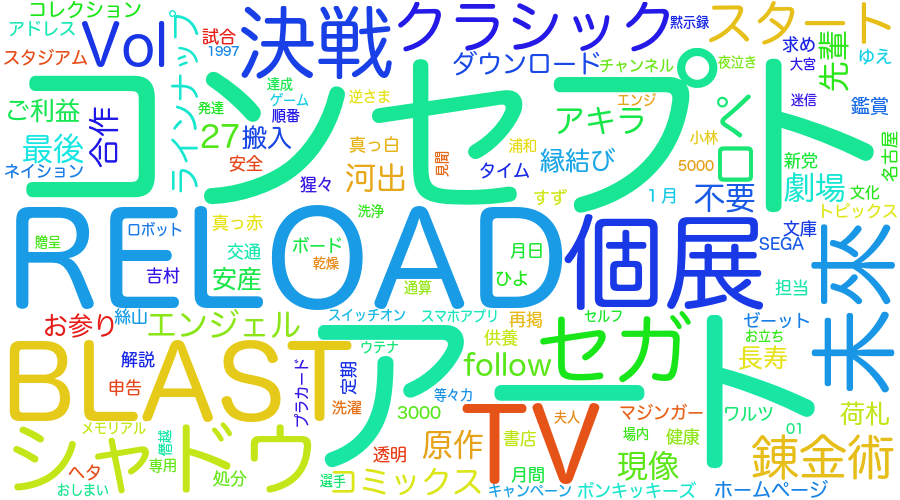 コレクション
クラシック
黙示録
スタート
アドレス
Vol
ラインナップ
試合
1997
決戦
求め
先輩
ゆえ
スタジアム
ダウンロード
チャンネル
夜泣き
大宮
達成
ゲーム
逆さま
コンセプト
ご利益
発達
順番
エンジ
ペロ
迷信
鑑賞
合作
27
搬入
アキラ
小林
最後
真っ白
見聞
浦和
名古屋
ネイション
安全
タイム
縁結び
5000
新党
猩々
河出
すず
1月
不要
劇場
文化
洗浄
トピックス
RELOAD
贈呈
ロボット
真っ赤
文庫
交通
ボード
月日
個展
SEGA
未来
吉村
安産
乾燥
ひよ
通算
担当
お参り
絲山
エンジェル
スイッチオン
スマホアプリ
再掲
セルフ
ゼーット
BLAST
アート
供養
セガ
お立ち
解説
ウテナ
follow
長寿
申告
プラカード
定期
等々力
洗濯
3000
TV
夫人
マジンガー
ワルツ
荷札
シャドウ
メモリアル
原作
書店
場内
健康
01
錬金術
ヘタ
専用
処分
透明
選手
コミックス
月間
現像
おしまい
キャンペーン
ポンキッキーズ
ホームページ